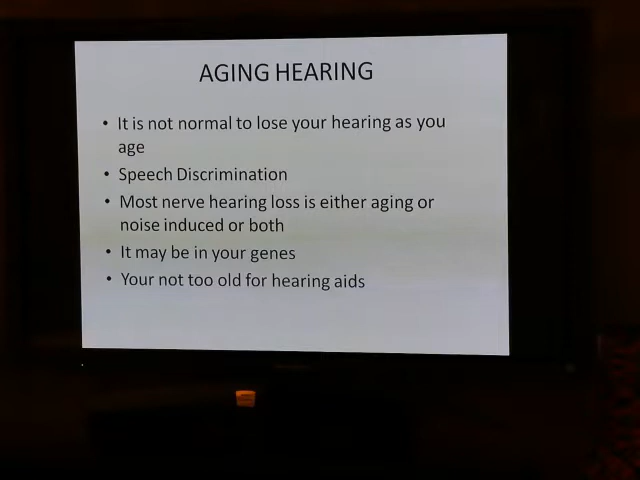 AGING HEARING
• It is not normal to lose your hearing as you
age
• Speech Discrimination
• Most nerve hearing loss is either aging or
noise induced or both
• It may be in your genes
• Your not too old for hearing aids